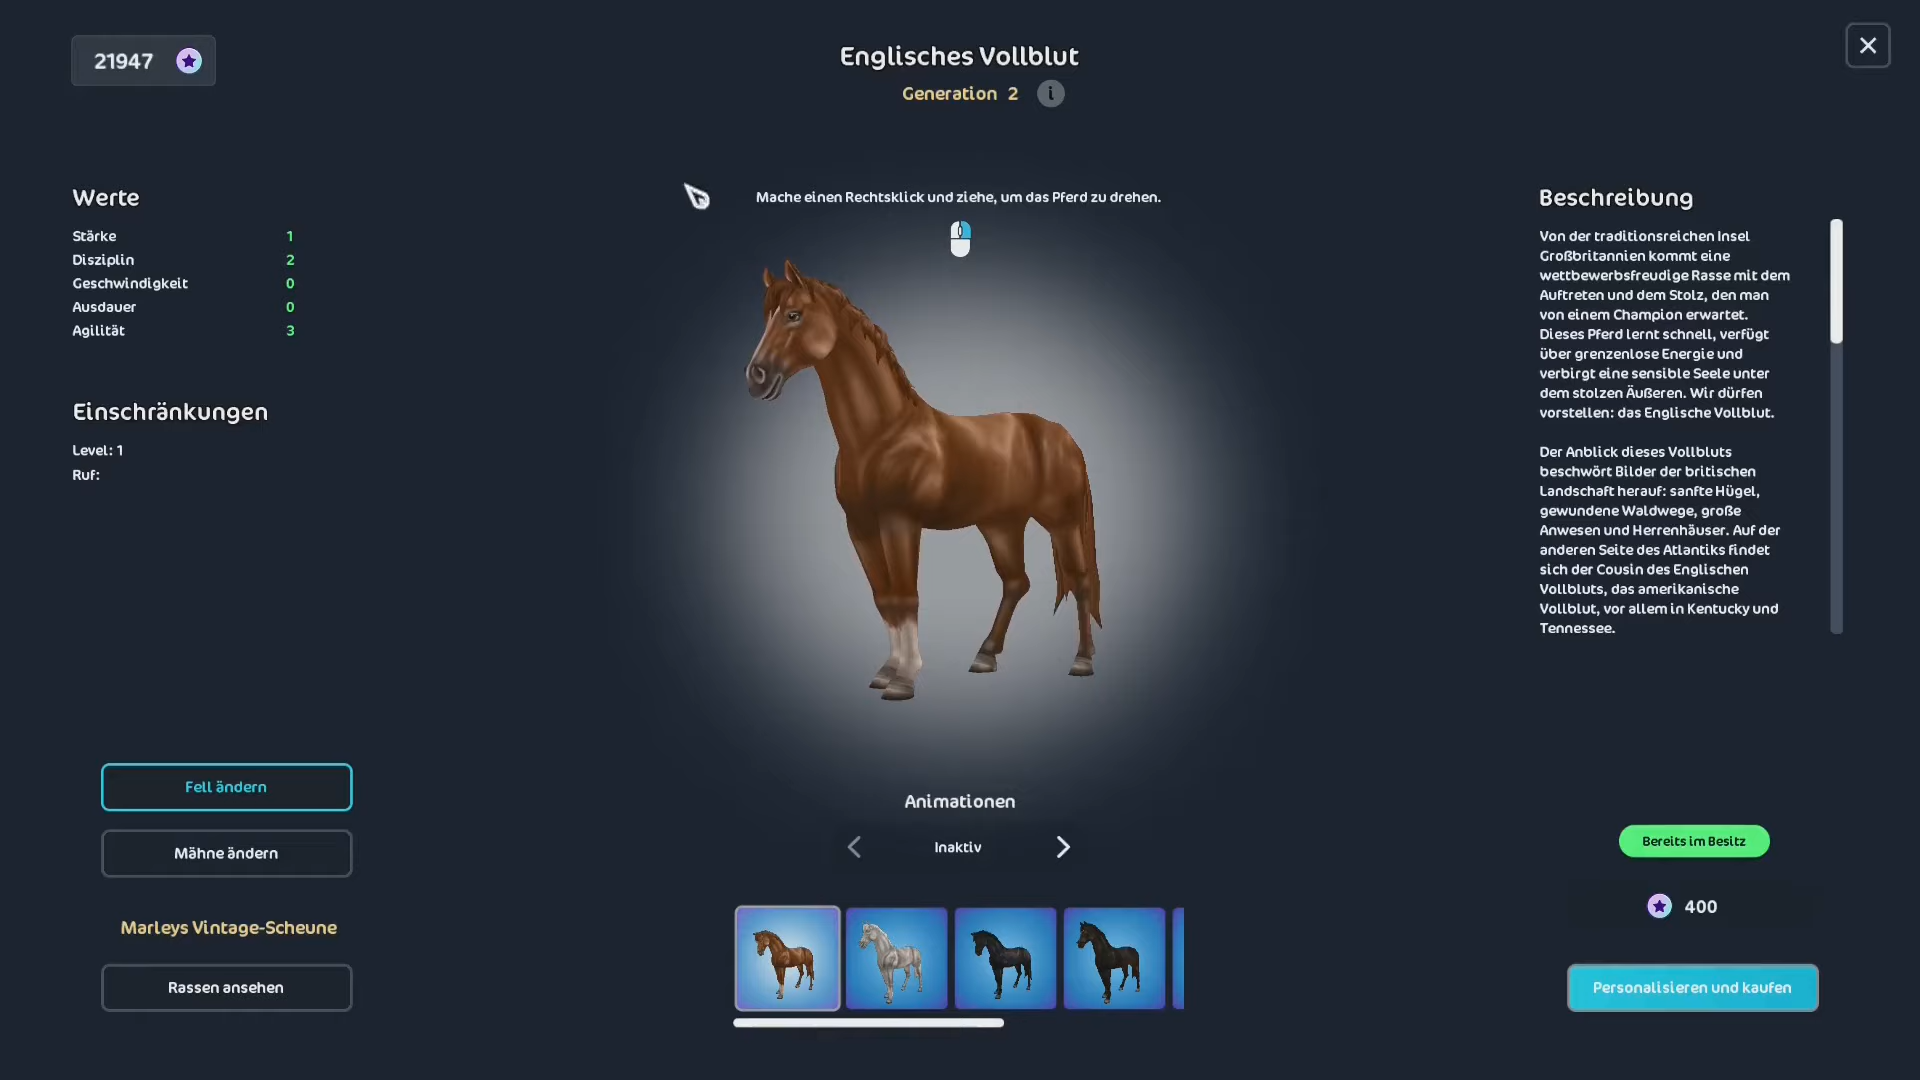 21947
Englisches Vollblut
Generation 2
i
Werte
Stärke 1
Disziplin 2
Geschwindigkeit 0
Ausdauer 0
Agilität 3
Einschränkungen
Level: 1
Ruf:
Mache einen Rechtsklick und ziehe, um das Pferd zu drehen.
Beschreibung
Von der traditionsreichen Insel
Großbritannien kommt eine
wettbewerbsfreudige Rasse mit dem
Auftreten und dem Stolz, den man
von einem Champion erwartet.
Dieses Pferd lernt schnell, verfügt
über grenzenlose Energie und
verbirgt eine sensible Seele unter
dem stolzen Äußeren. Wir dürfen
vorstellen: das Englische Vollblut.
Der Anblick dieses Vollbluts
beschwört Bilder der britischen
Landschaft herauf: sanfte Hügel,
gewundene Waldwege, große
Anwesen und Herrenhäuser. Auf der
anderen Seite des Atlantiks findet
sich der Cousin des Englischen
Vollbluts, das amerikanische
Vollblut, vor allem in Kentucky und
Tennessee.
Fell ändern
Mähne ändern
Marleys Vintage-Scheune
Rassen ansehen
Animationen
Inaktiv
Bereits im Besitz
400
Personalisieren und kaufen